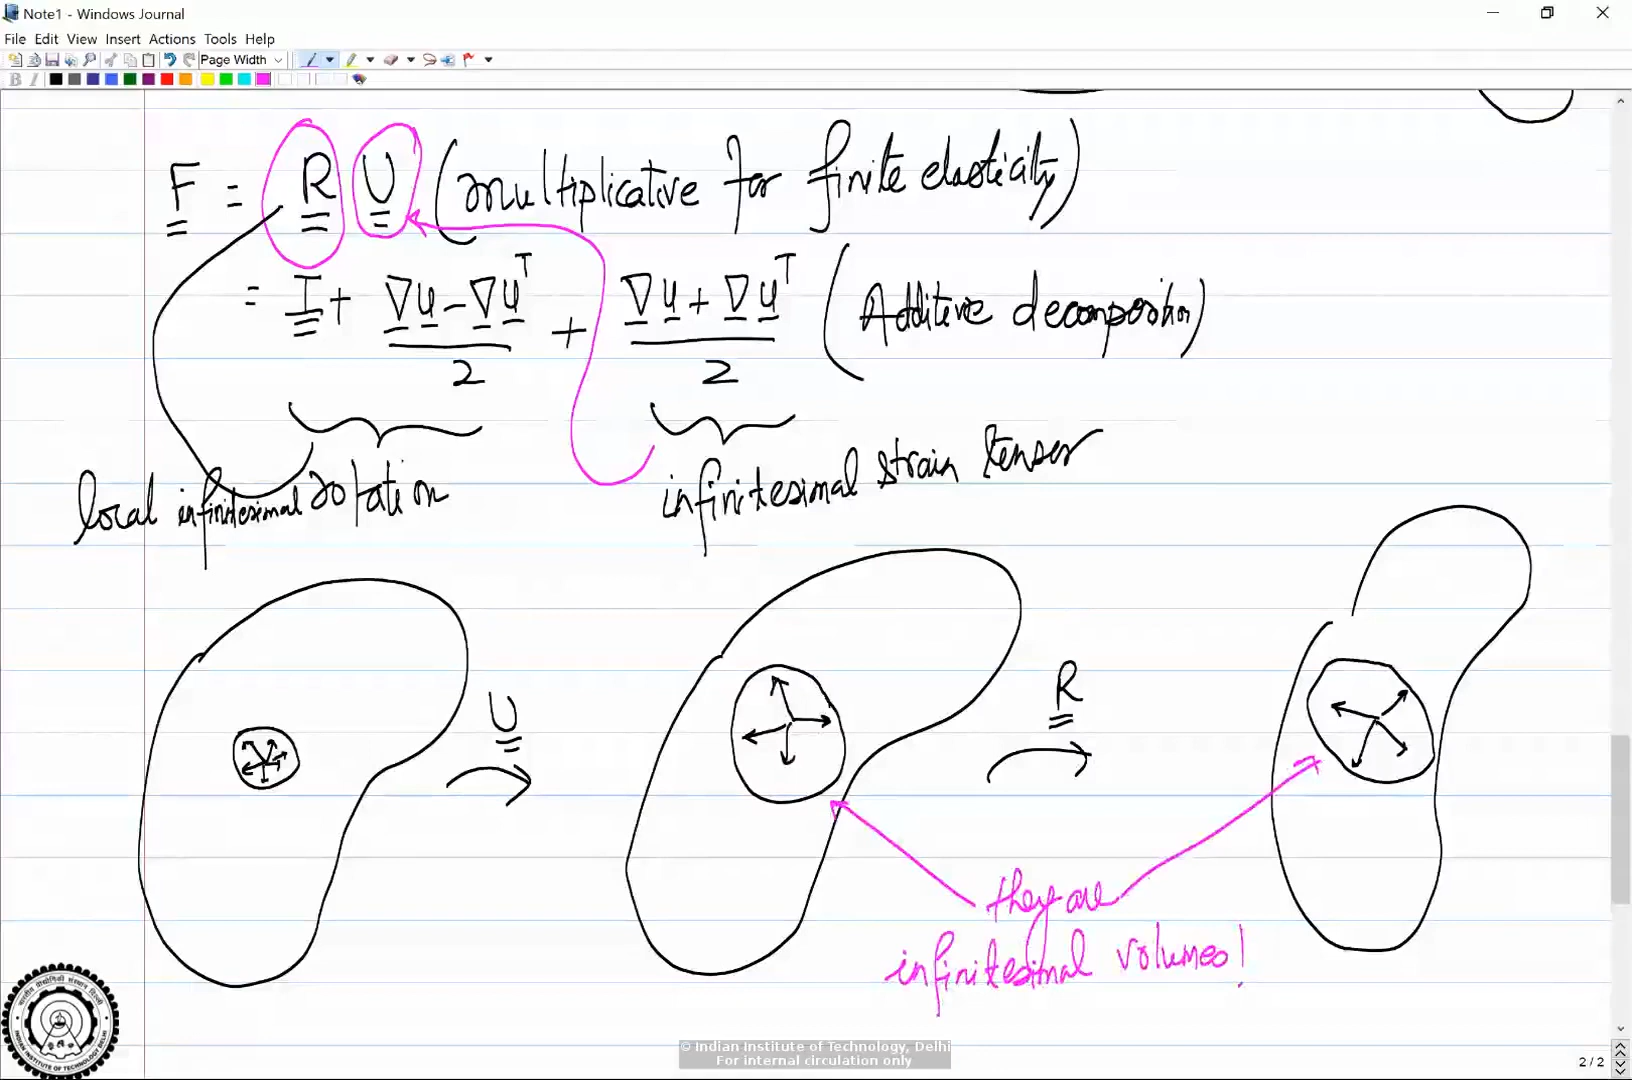 Note1 - Windows Journal
File Edit View Insert Actions Tools Help
Page Width
B I
F = R U (multiplicative for finite elasticity)
= I + ∇u - ∇u^T / 2 + ∇u + ∇u^T / 2 (Additive decomposition)
local infinitesimal rotation
infinitesimal strain tensor
U
R
they are
infinitesimal volumes!
© Indian Institute of Technology, Delhi
For internal circulation only
2 / 2